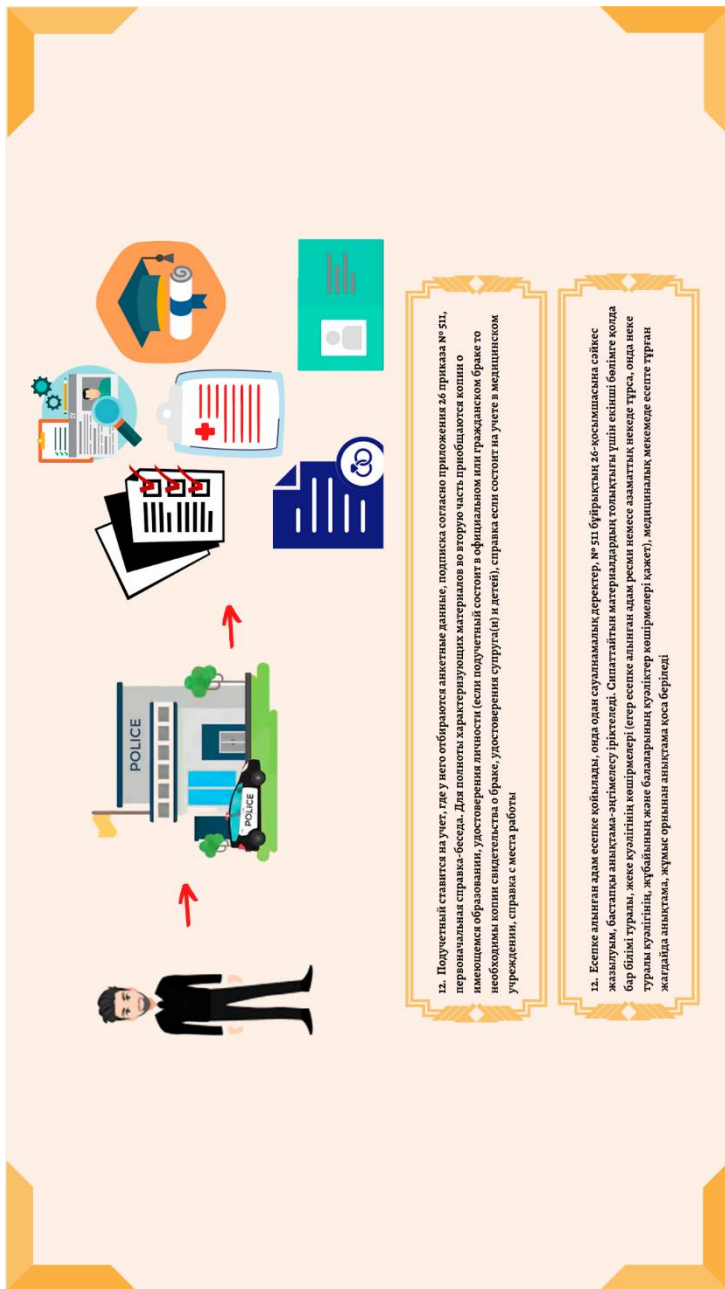 POLICE
POLICE
12. Подучетный ставится на учет, где у него отбираются анкетные данные, подписка согласно приложения 26 приказа № 511,
первоначальная справка-беседа. Для полноты характеризующих материалов во вторую часть приобщаются копии о
имеющемся образовании, удостоверения личности (если подучетный состоит в официальном или гражданском браке то
необходимы копии свидетельства о браке, удостоверения супруга(и) и детей), справка если состоит на учете в медицинском
учреждении, справка с места работы
12. Есепке алынған адам есепке қойылады, онда одан сауалнамалық деректер, № 511 бұйрықтың 26-қосымшасына сәйкес
жазылуым, бастапқы анықтама-әңгімелесу іріктеледі. Сипаттайтын материалдардың толықтығы үшін екінші бөлімге қолда
бар білімі туралы, жеке куәлігінің көшірмелері (егер есепке алынған адам ресми немесе азаматтық некеде тұрса, онда неке
туралы куәлігінің, жұбайының және балаларының куәліктер көшірмелері қажет), медициналық мекемеде есепте тұрған
жағдайда анықтама, жұмыс орнынан анықтама қоса беріледі